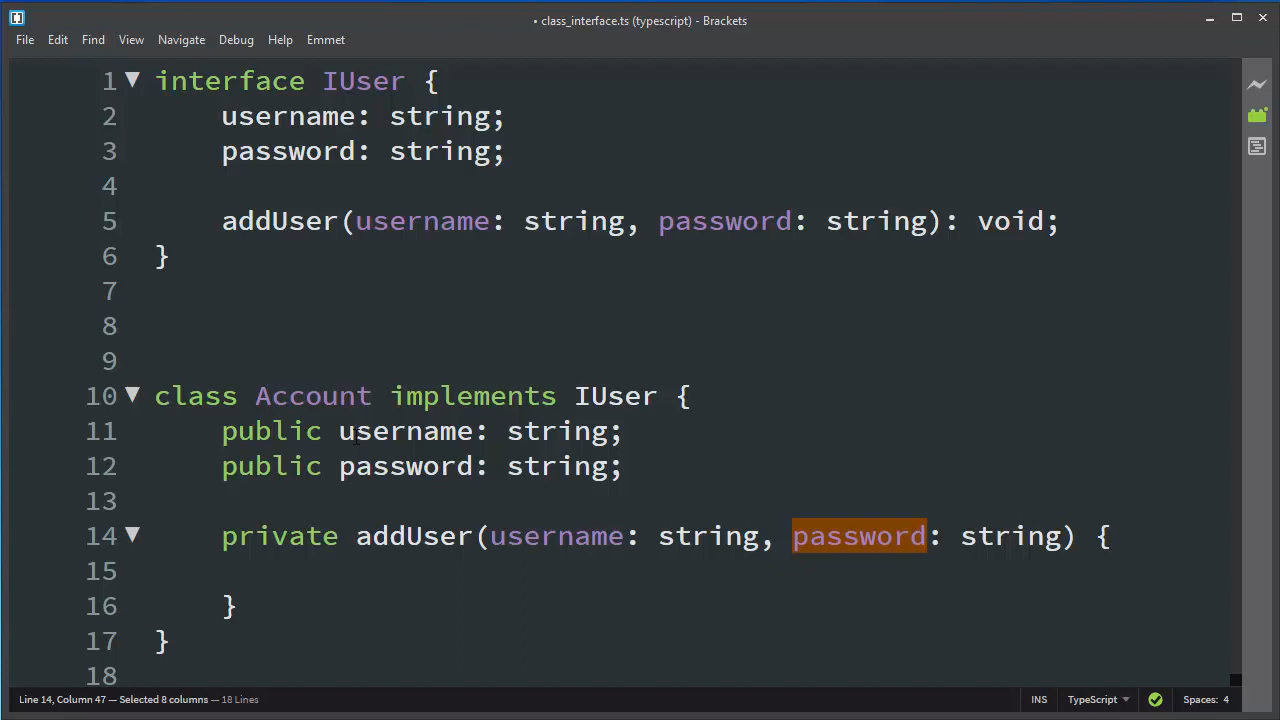 • class_interface.ts (typescript) - Brackets
File Edit Find View Navigate Debug Help Emmet
1 interface IUser {
2 username: string;
3 password: string;
4
5 addUser(username: string, password: string): void;
6 }
7
8
9
10 class Account implements IUser {
11 public username: string;
12 public password: string;
13
14 private addUser(username: string, password: string) {
15
16 }
17 }
18
Line 14, Column 47 — Selected 8 columns — 18 Lines INS TypeScript Spaces: 4